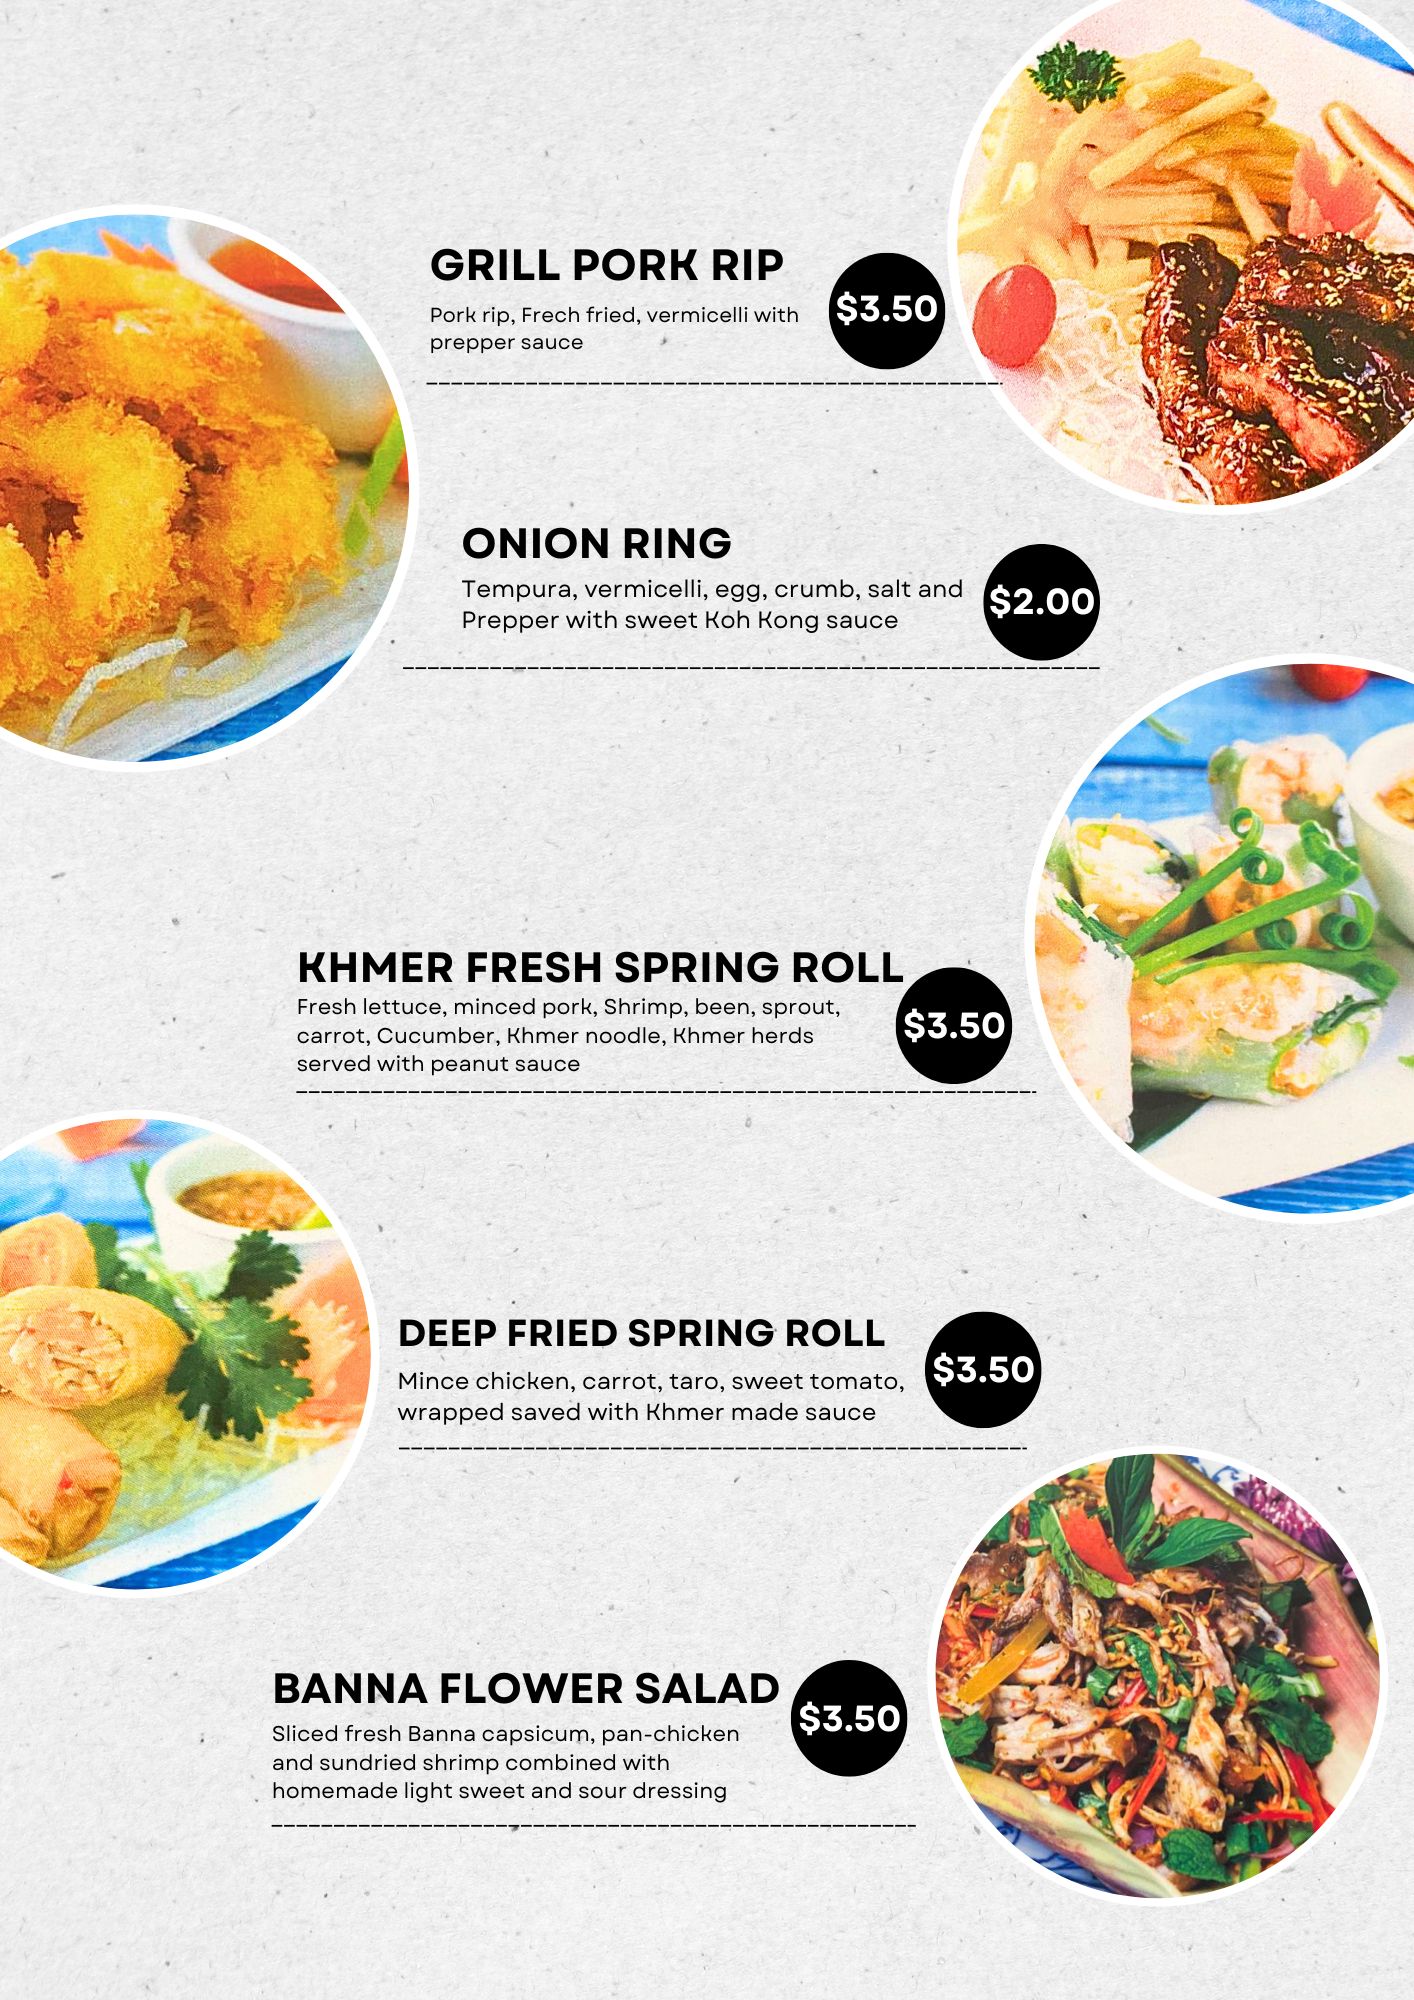 GRILL PORK RIP
Pork rip, Frech fried, vermicelli with
prepper sauce
$3.50
ONION RING
Tempura, vermicelli, egg, crumb, salt and
Prepper with sweet Koh Kong sauce
$2.00
KHMER FRESH SPRING ROLL
Fresh lettuce, minced pork, Shrimp, been, sprout,
carrot, Cucumber, Khmer noodle, Khmer herds
served with peanut sauce
$3.50
DEEP FRIED SPRING ROLL
Mince chicken, carrot, taro, sweet tomato,
wrapped saved with Khmer made sauce
$3.50
BANNA FLOWER SALAD
Sliced fresh Banna capsicum, pan-chicken
and sundried shrimp combined with
homemade light sweet and sour dressing
$3.50